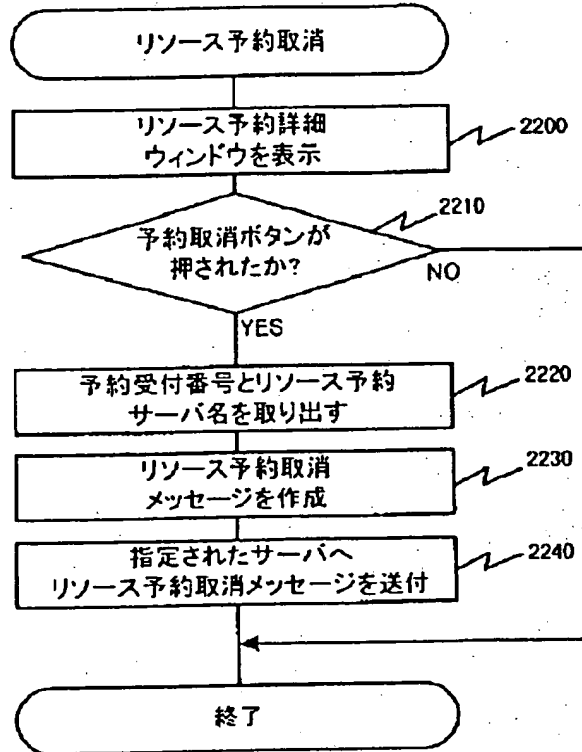 リソース予約取消
リソース予約詳細
ウィンドウを表示
2200
2210
予約取消ボタンが
押されたか?
NO
YES
予約受付番号とリソース予約
サーバ名を取り出す
2220
リソース予約取消
メッセージを作成
2230
指定されたサーバへ
リソース予約取消メッセージを送付
2240
終了